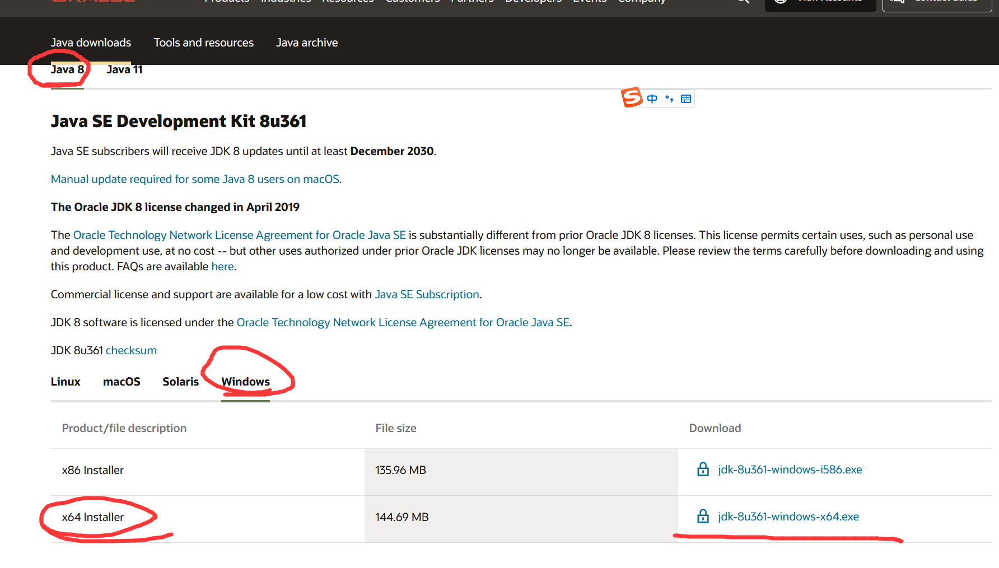 ORACLE
Products Industries Resources Customers Partners Developers Events Company View Accounts Contact Sales
Java downloads Tools and resources Java archive
Java 8 Java 11
中
Java SE Development Kit 8u361
Java SE subscribers will receive JDK 8 updates until at least December 2030.
Manual update required for some Java 8 users on macOS.
The Oracle JDK 8 license changed in April 2019
The Oracle Technology Network License Agreement for Oracle Java SE is substantially different from prior Oracle JDK 8 licenses. This license permits certain uses, such as personal use
and development use, at no cost -- but other uses authorized under prior Oracle JDK licenses may no longer be available. Please review the terms carefully before downloading and using
this product. FAQs are available here.
Commercial license and support are available for a low cost with Java SE Subscription.
JDK 8 software is licensed under the Oracle Technology Network License Agreement for Oracle Java SE.
JDK 8u361 checksum
Linux macOS Solaris Windows
Product/file description File size Download
x86 Installer 135.96 MB jdk-8u361-windows-i586.exe
x64 Installer 144.69 MB jdk-8u361-windows-x64.exe